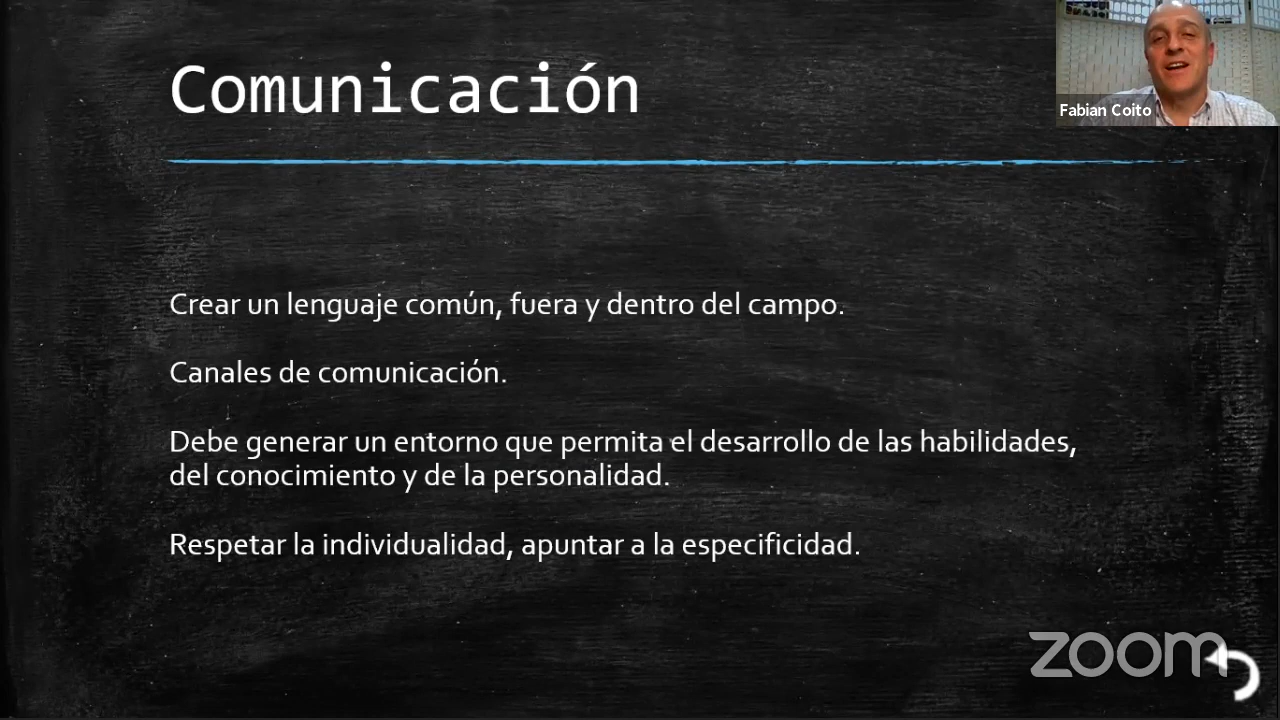 Comunicación
Fabian Coito
Crear un lenguaje común, fuera y dentro del campo.
Canales de comunicación.
Debe generar un entorno que permita el desarrollo de las habilidades,
del conocimiento y de la personalidad.
Respetar la individualidad, apuntar a la especificidad.
zoom